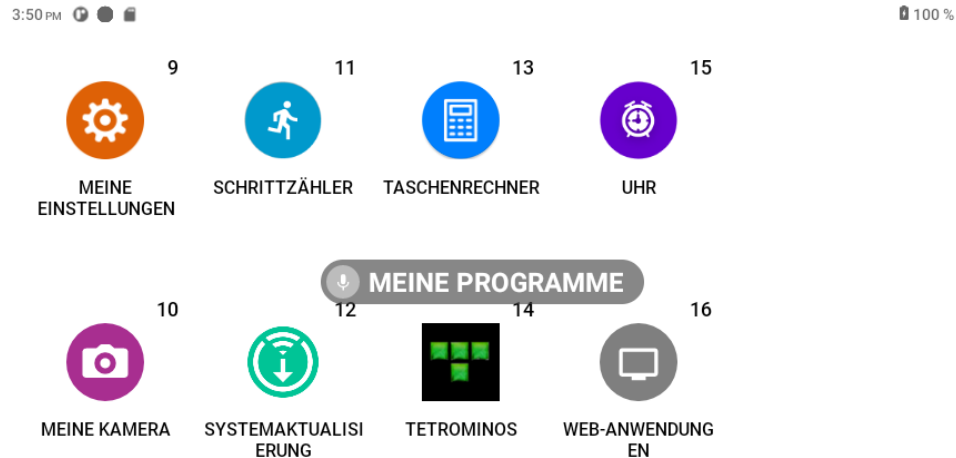 3:50 PM
100 %
9
11
13
15
MEINE
EINSTELLUNGEN
SCHRITTZÄHLER
TASCHENRECHNER
UHR
MEINE PROGRAMME
10
12
14
16
MEINE KAMERA
SYSTEMAKTUALISI
ERUNG
TETROMINOS
WEB-ANWENDUNG
EN